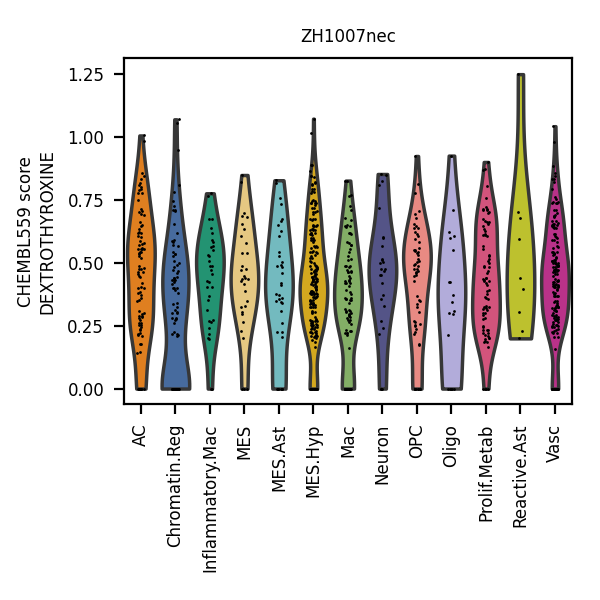 ZH1007nec
CHEMBL559 score
DEXTROTHYROXINE
1.25
1.00
0.75
0.50
0.25
0.00
AC
Chromatin.Reg
Inflammatory.Mac
MES
MES.Ast
MES.Hyp
Mac
Neuron
OPC
Oligo
Prolif.Metab
Reactive.Ast
Vasc